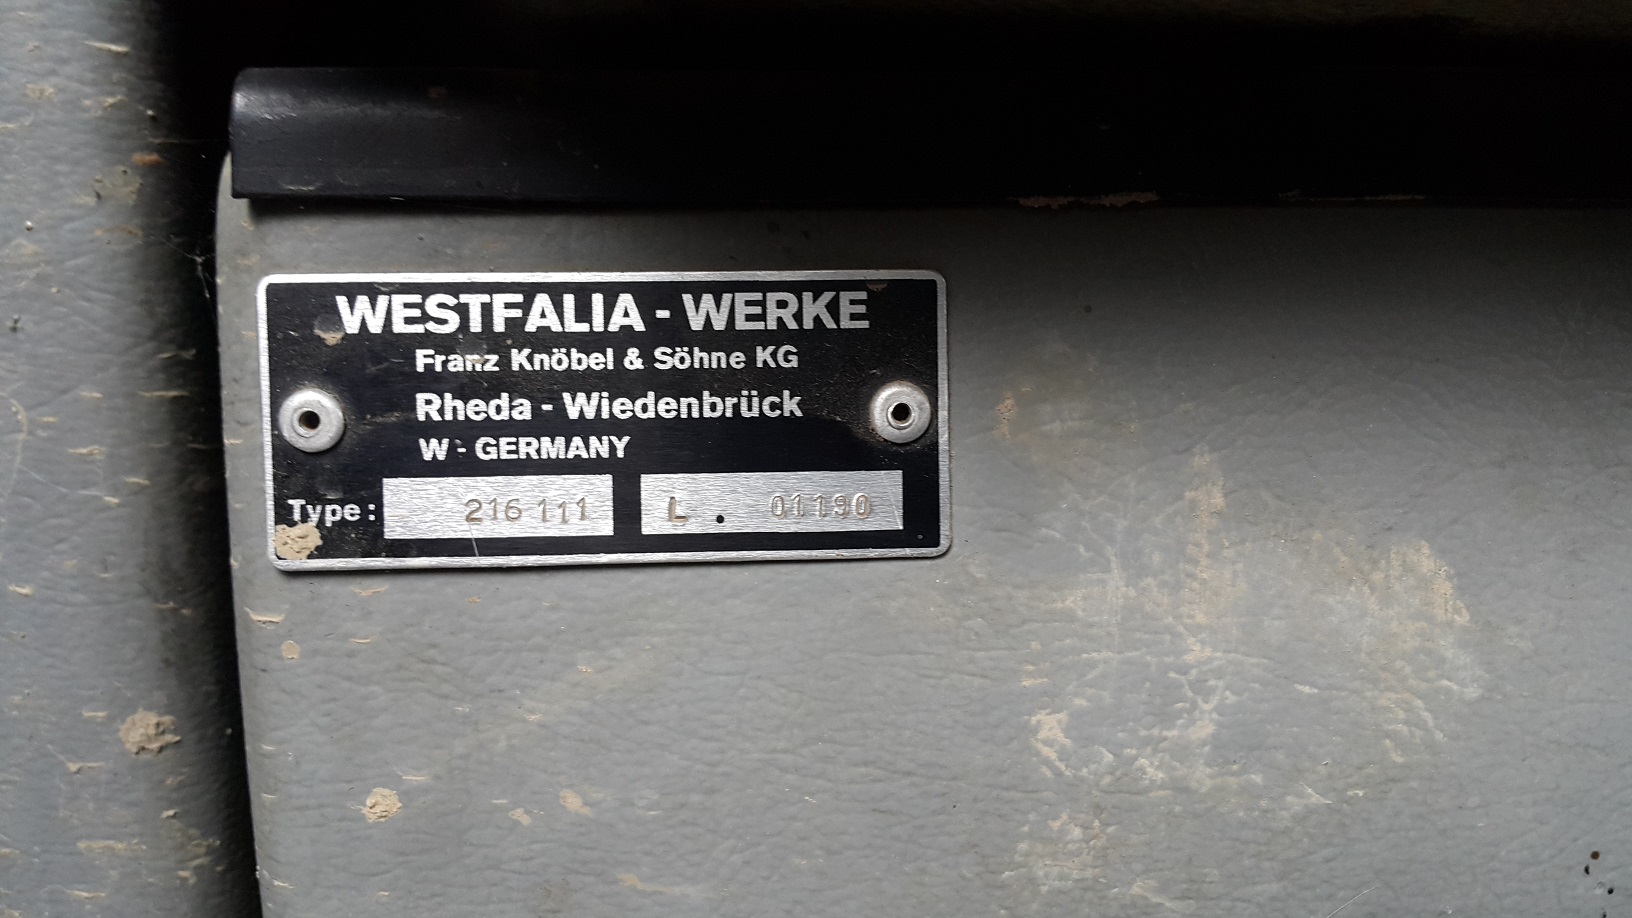 WESTFALIA - WERKE
Franz Knöbel & Söhne KG
Rheda - Wiedenbrück
W - GERMANY
Type: 216 111 L. 01190